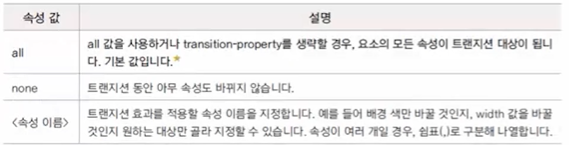 속성 값 설명
all all 값을 사용하거나 transition-property를 생략할 경우, 요소의 모든 속성이 트랜지션 대상이 됩니
다. 기본 값입니다.★
none 트랜지션 동안 아무 속성도 바뀌지 않습니다.
<속성 이름> 트랜지션 효과를 적용할 속성 이름을 지정합니다. 예를 들어 배경 색만 바꿀 것인지, width 값을 바꿀
것인지 원하는 대상만 골라 지정할 수 있습니다. 속성이 여러 개일 경우, 쉼표(,)로 구분해 나열합니다.